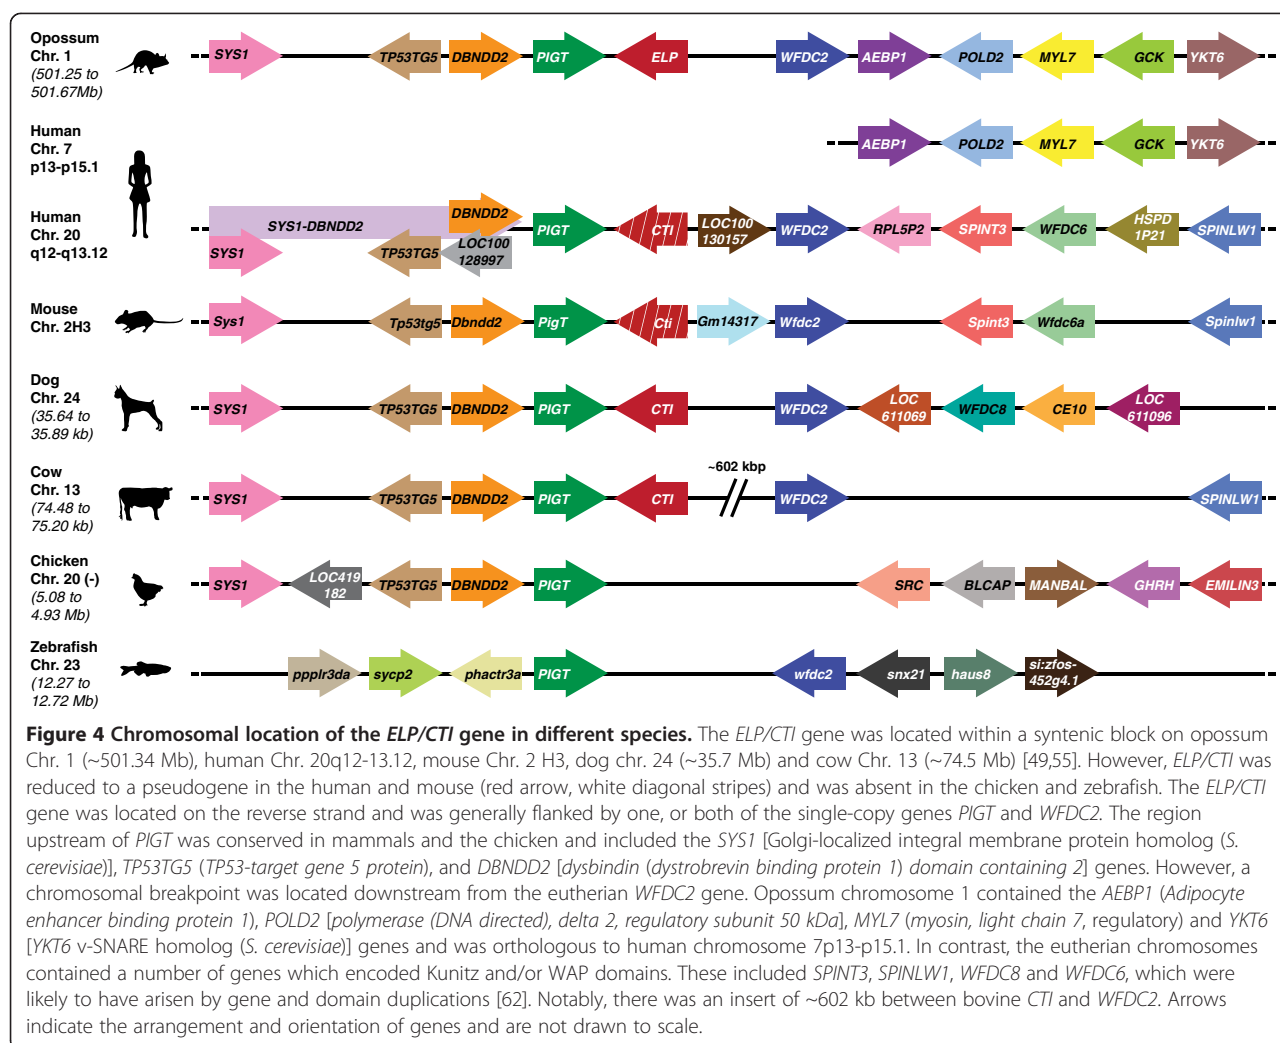 Opossum
Chr. 1
(501.25 to
501.67Mb)
SYS1 TP53TG5 DBNDD2 PIGT ELP WFDC2 AEBP1 POLD2 MYL7 GCK YKT6
Human
Chr. 7
p13-p15.1
AEBP1 POLD2 MYL7 GCK YKT6
Human
Chr. 20
q12-q13.12
SYS1-DBNDD2 DBNDD2
SYS1 TP53TG5 LOC100
128997
PIGT CTI LOC100
130157
WFDC2 RPL5P2 SPINT3 WFDC6 HSPD
1P21
SPINLW1
Mouse
Chr. 2H3
Sys1 Tp53tg5 Dbndd2 PigT Cti Gm14317 Wfdc2 Spint3 Wfdc6a Spinlw1
Dog
Chr. 24
(35.64 to
35.89 kb)
SYS1 TP53TG5 DBNDD2 PIGT CTI WFDC2 LOC
611069
WFDC8 CE10 LOC
611096
Cow
Chr. 13
(74.48 to
75.20 kb)
~602 kbp
SYS1 TP53TG5 DBNDD2 PIGT CTI WFDC2 SPINLW1
Chicken
Chr. 20 (-)
(5.08 to
4.93 Mb)
SYS1 LOC419
182
TP53TG5 DBNDD2 PIGT SRC BLCAP MANBAL GHRH EMILIN3
Zebrafish
Chr. 23
(12.27 to
12.72 Mb)
ppplr3da sycp2 phactr3a PIGT wfdc2 snx21 haus8 si:zfos-
452g4.1
Figure 4 Chromosomal location of the ELP/CTI gene in different species. The ELP/CTI gene was located within a syntenic block on opossum
Chr. 1 (~501.34 Mb), human Chr. 20q12-13.12, mouse Chr. 2 H3, dog chr. 24 (~35.7 Mb) and cow Chr. 13 (~74.5 Mb) [49,55]. However, ELP/CTI was
reduced to a pseudogene in the human and mouse (red arrow, white diagonal stripes) and was absent in the chicken and zebrafish. The ELP/CTI
gene was located on the reverse strand and was generally flanked by one, or both of the single-copy genes PIGT and WFDC2. The region
upstream of PIGT was conserved in mammals and the chicken and included the SYS1 [Golgi-localized integral membrane protein homolog (S.
cerevisiae)], TP53TG5 (TP53-target gene 5 protein), and DBNDD2 [dysbindin (dystrobrevin binding protein 1) domain containing 2] genes. However, a
chromosomal breakpoint was located downstream from the eutherian WFDC2 gene. Opossum chromosome 1 contained the AEBP1 (Adipocyte
enhancer binding protein 1), POLD2 [polymerase (DNA directed), delta 2, regulatory subunit 50 kDa], MYL7 (myosin, light chain 7, regulatory) and YKT6
[YKT6 v-SNARE homolog (S. cerevisiae)] genes and was orthologous to human chromosome 7p13-p15.1. In contrast, the eutherian chromosomes
contained a number of genes which encoded Kunitz and/or WAP domains. These included SPINT3, SPINLW1, WFDC8 and WFDC6, which were
likely to have arisen by gene and domain duplications [62]. Notably, there was an insert of ~602 kb between bovine CTI and WFDC2. Arrows
indicate the arrangement and orientation of genes and are not drawn to scale.